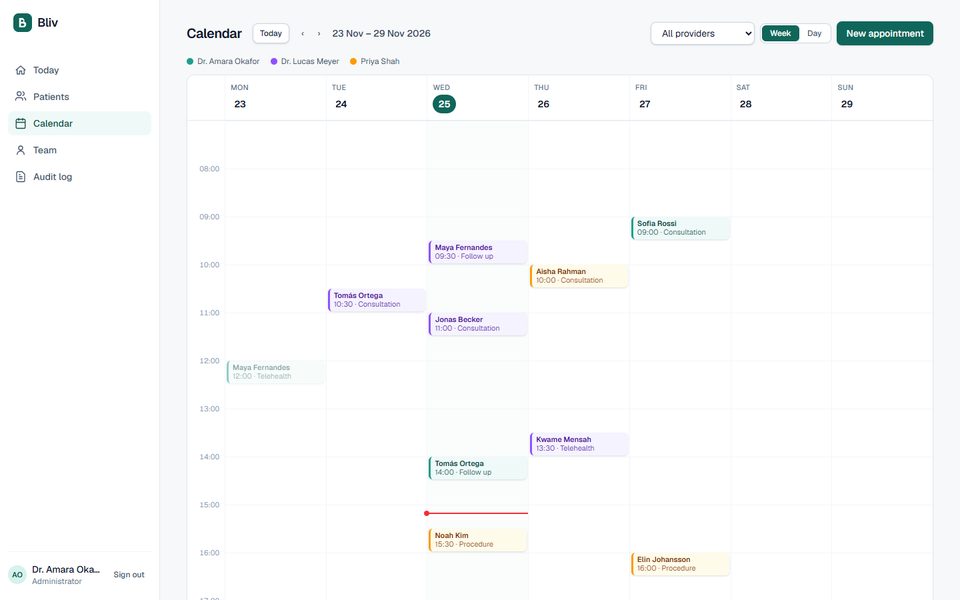 Bliv
Today
Patients
Calendar
Team
Audit log
AO
Dr. Amara Oka...
Administrator
Sign out
Calendar
Today
‹ ›
23 Nov – 29 Nov 2026
All providers
Week
Day
New appointment
Dr. Amara Okafor
Dr. Lucas Meyer
Priya Shah
MON
23
TUE
24
WED
25
THU
26
FRI
27
SAT
28
SUN
29
08:00
09:00
Sofia Rossi
09:00 · Consultation
Maya Fernandes
09:30 · Follow up
10:00
Aisha Rahman
10:00 · Consultation
Tomás Ortega
10:30 · Consultation
11:00
Jonas Becker
11:00 · Consultation
12:00
Maya Fernandes
12:00 · Telehealth
13:00
Kwame Mensah
13:30 · Telehealth
14:00
Tomás Ortega
14:00 · Follow up
15:00
Noah Kim
15:30 · Procedure
16:00
Elin Johansson
16:00 · Procedure